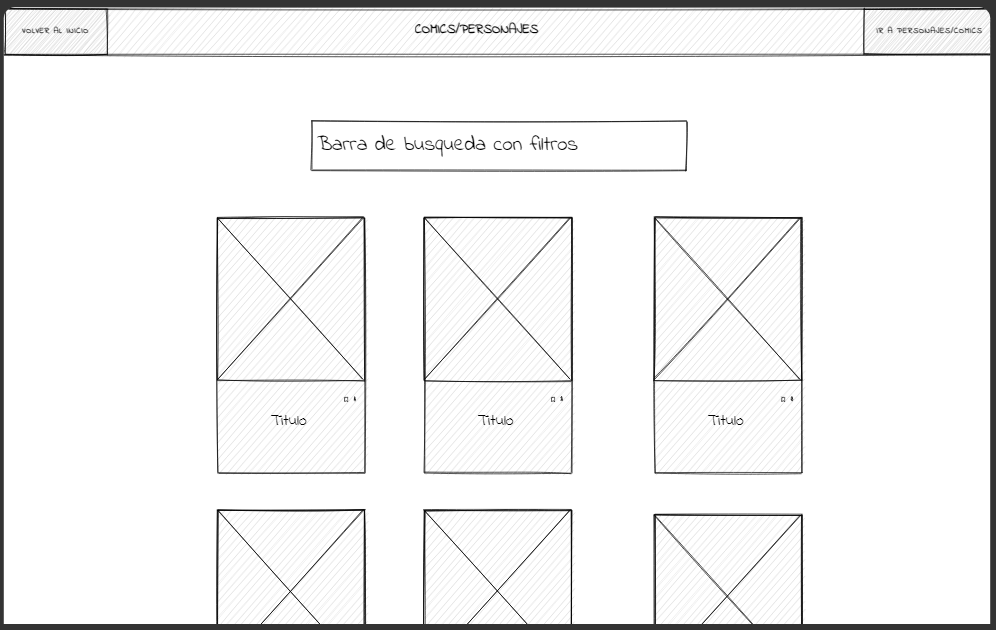 VOLVER AL INICIO
COMICS/PERSONAJES
IR A PERSONAJES/COMICS
Barra de busqueda con filtros
Titulo
Titulo
Titulo